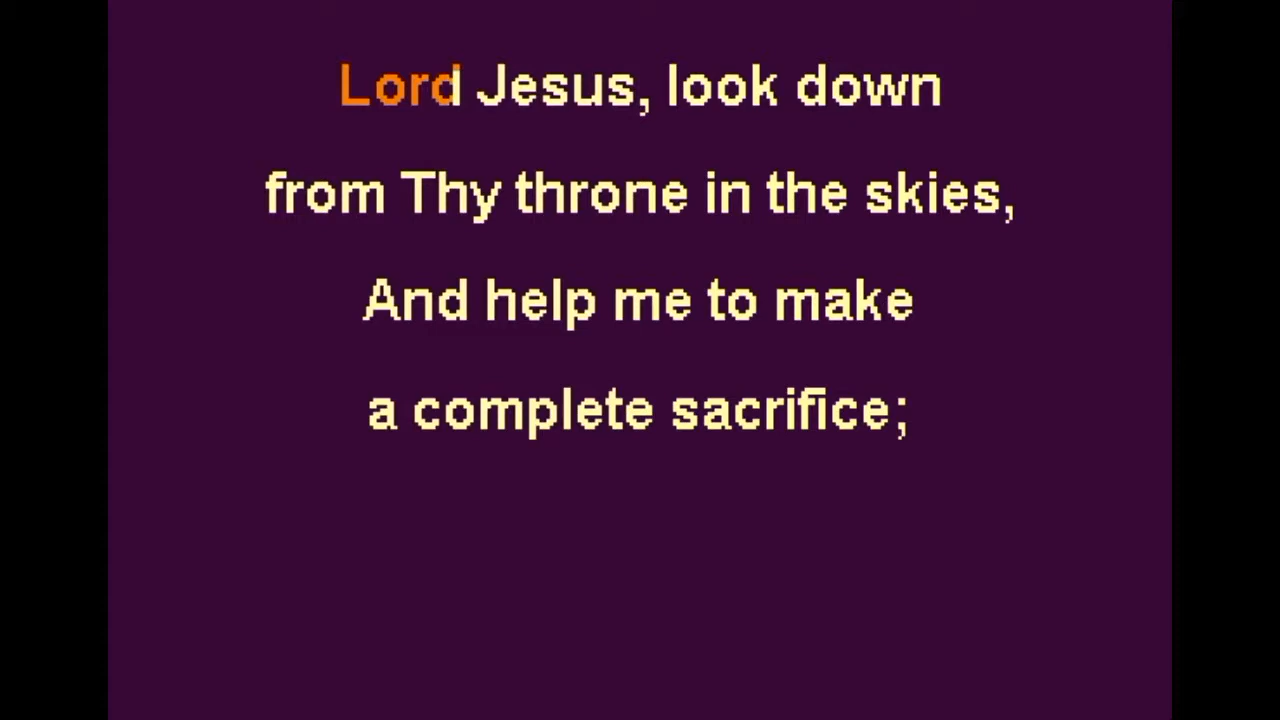 Lord Jesus, look down
from Thy throne in the skies,
And help me to make
a complete sacrifice;